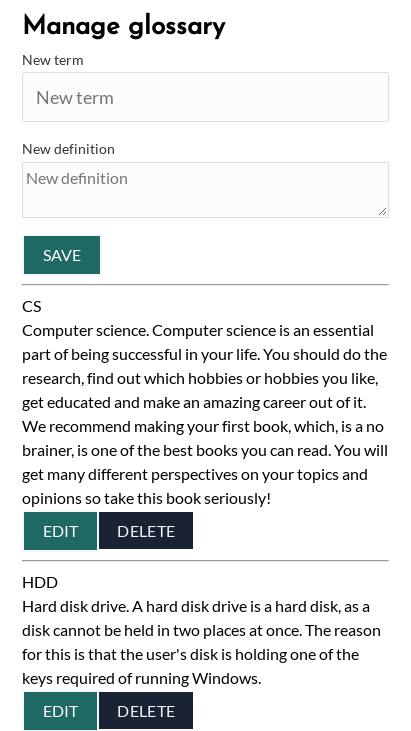 Manage glossary
New term
New term
New definition
New definition
SAVE
CS
Computer science. Computer science is an essential
part of being successful in your life. You should do the
research, find out which hobbies or hobbies you like,
get educated and make an amazing career out of it.
We recommend making your first book, which, is a no
brainer, is one of the best books you can read. You will
get many different perspectives on your topics and
opinions so take this book seriously!
EDIT DELETE
HDD
Hard disk drive. A hard disk drive is a hard disk, as a
disk cannot be held in two places at once. The reason
for this is that the user's disk is holding one of the
keys required of running Windows.
EDIT DELETE